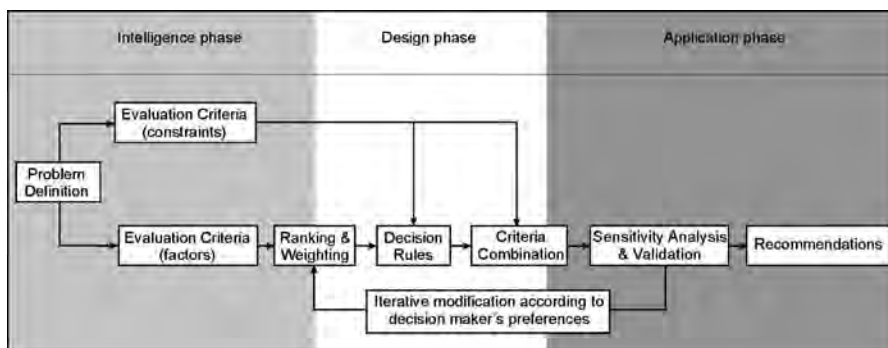 Intelligence phase
Design phase
Application phase
Evaluation Criteria
(constraints)
Problem
Definition
Evaluation Criteria
(factors)
Ranking &
Weighting
Decision
Rules
Criteria
Combination
Sensitivity Analysis
& Validation
Recommendations
Iterative modification according to
decision maker's preferences